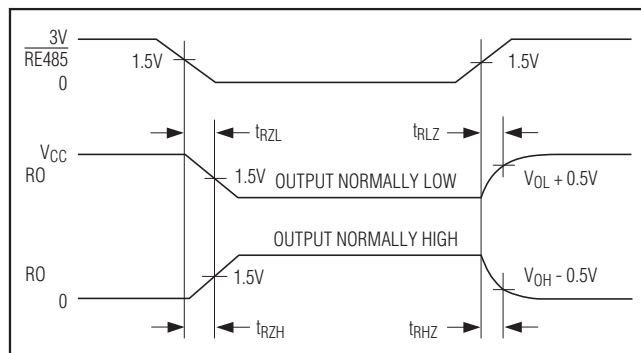 3V
RE485
0
1.5V
1.5V
tRZL
tRLZ
VCC
RO
1.5V
OUTPUT NORMALLY LOW
VOL + 0.5V
OUTPUT NORMALLY HIGH
RO
0
1.5V
VOH - 0.5V
tRZH
tRHZ